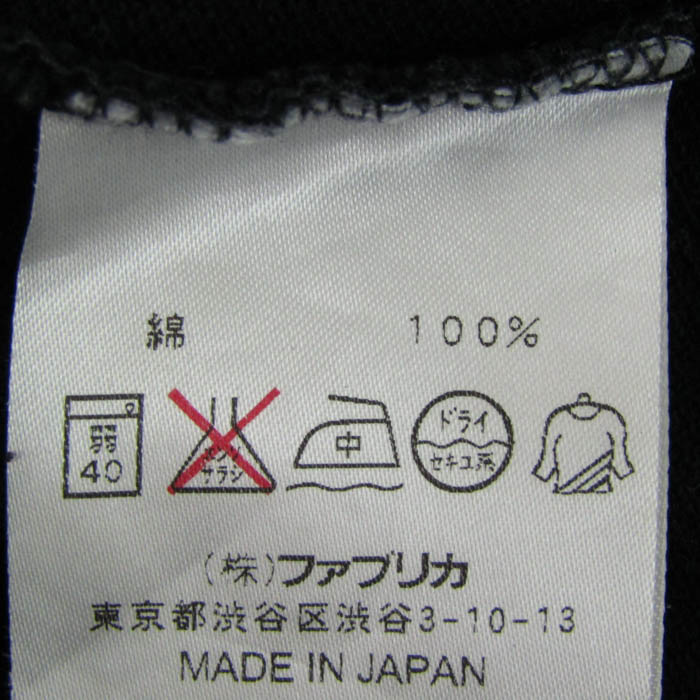 綿 100%
弱 40 エンソ サラシ 中 ドライ セキユ系
(株)ファブリカ
東京都渋谷区渋谷3-10-13
MADE IN JAPAN